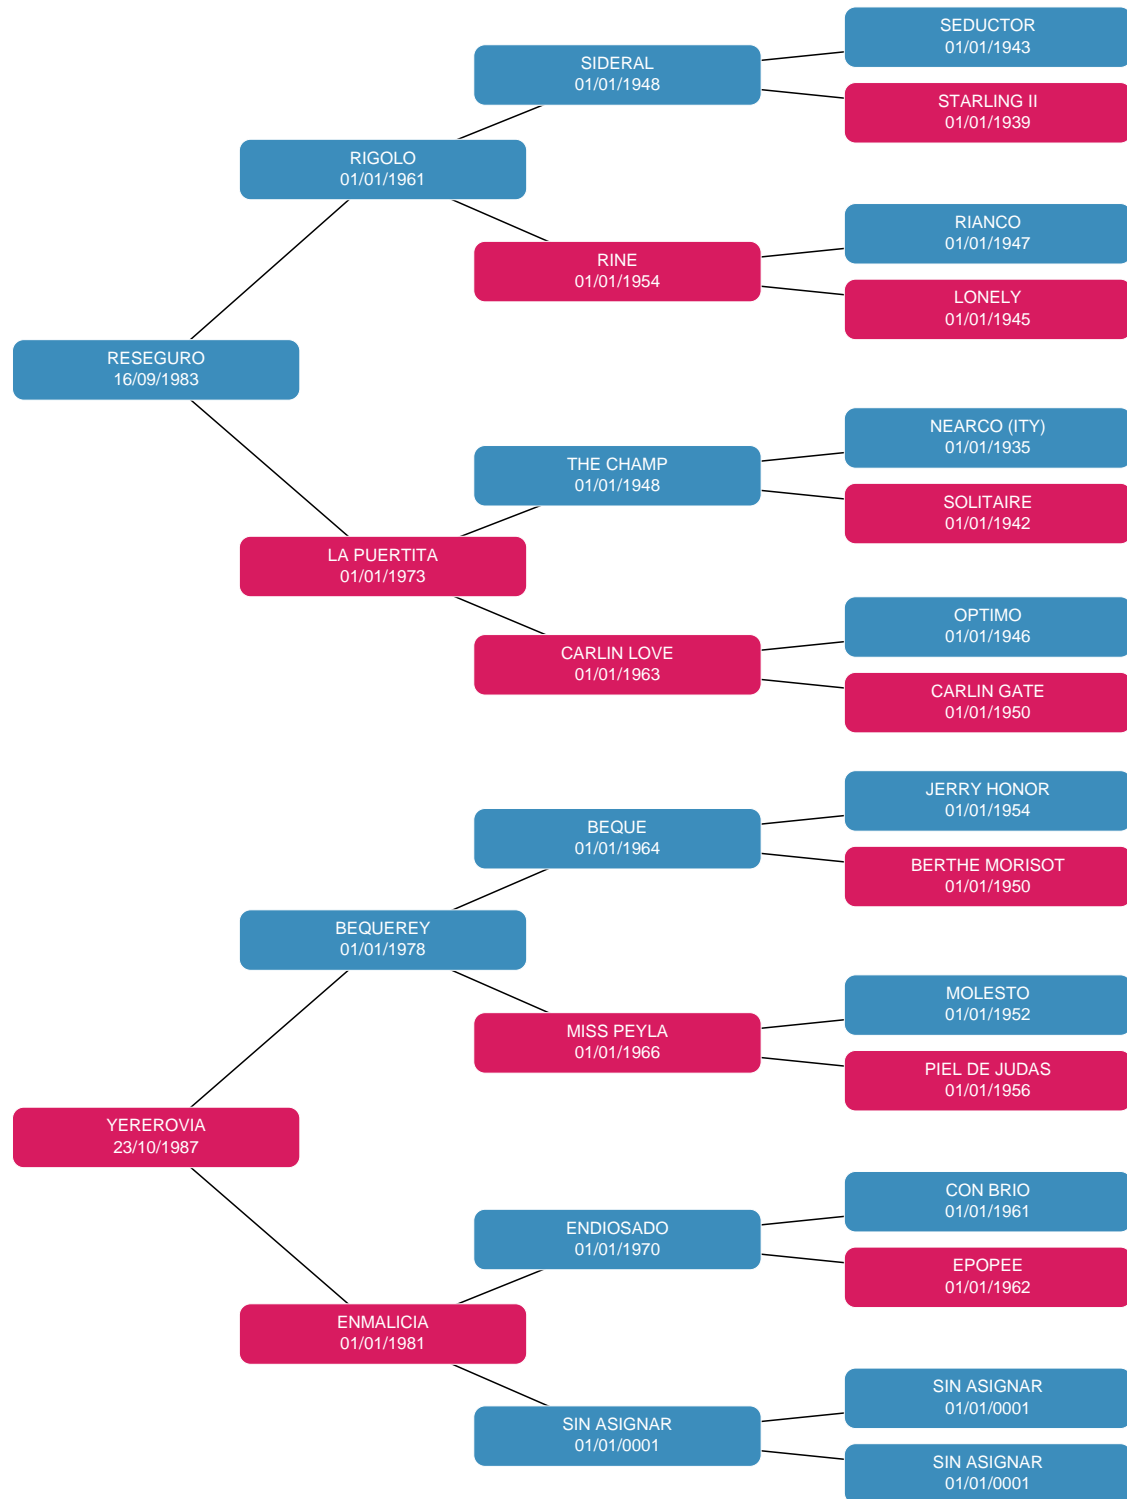 SEDUCTOR
01/01/1943
SIDERAL
01/01/1948
STARLING II
01/01/1939
RIGOLO
01/01/1961
RIANCO
01/01/1947
RINE
01/01/1954
LONELY
01/01/1945
RESEGURO
16/09/1983
NEARCO (ITY)
01/01/1935
THE CHAMP
01/01/1948
SOLITAIRE
01/01/1942
LA PUERTITA
01/01/1973
OPTIMO
01/01/1946
CARLIN LOVE
01/01/1963
CARLIN GATE
01/01/1950
JERRY HONOR
01/01/1954
BEQUE
01/01/1964
BERTHE MORISOT
01/01/1950
BEQUEREY
01/01/1978
MOLESTO
01/01/1952
MISS PEYLA
01/01/1966
PIEL DE JUDAS
01/01/1956
YEREROVIA
23/10/1987
CON BRIO
01/01/1961
ENDIOSADO
01/01/1970
EPOPEE
01/01/1962
ENMALICIA
01/01/1981
SIN ASIGNAR
01/01/0001
SIN ASIGNAR
01/01/0001
SIN ASIGNAR
01/01/0001